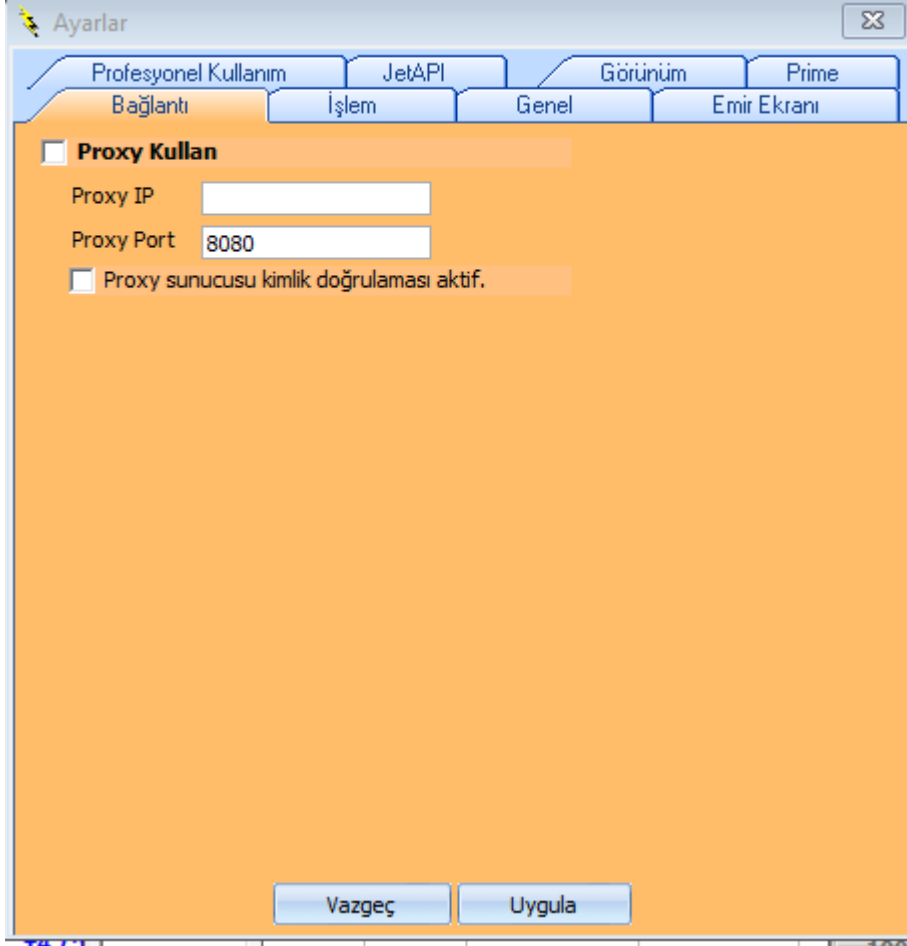 Ayarlar
Profesyonel Kullanım JetAPI Görünüm Prime
Bağlantı İşlem Genel Emir Ekranı
Proxy Kullan
Proxy IP
Proxy Port 8080
Proxy sunucusu kimlik doğrulaması aktif.
Vazgeç Uygula